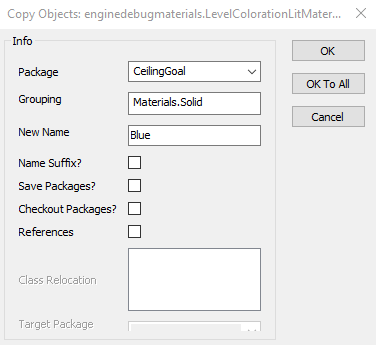 Copy Objects: enginedebugmaterials.LevelColorationLitMater...
Info
Package CeilingGoal
Grouping Materials.Solid
New Name Blue
Name Suffix?
Save Packages?
Checkout Packages?
References
Class Relocation
Target Package
OK
OK To All
Cancel